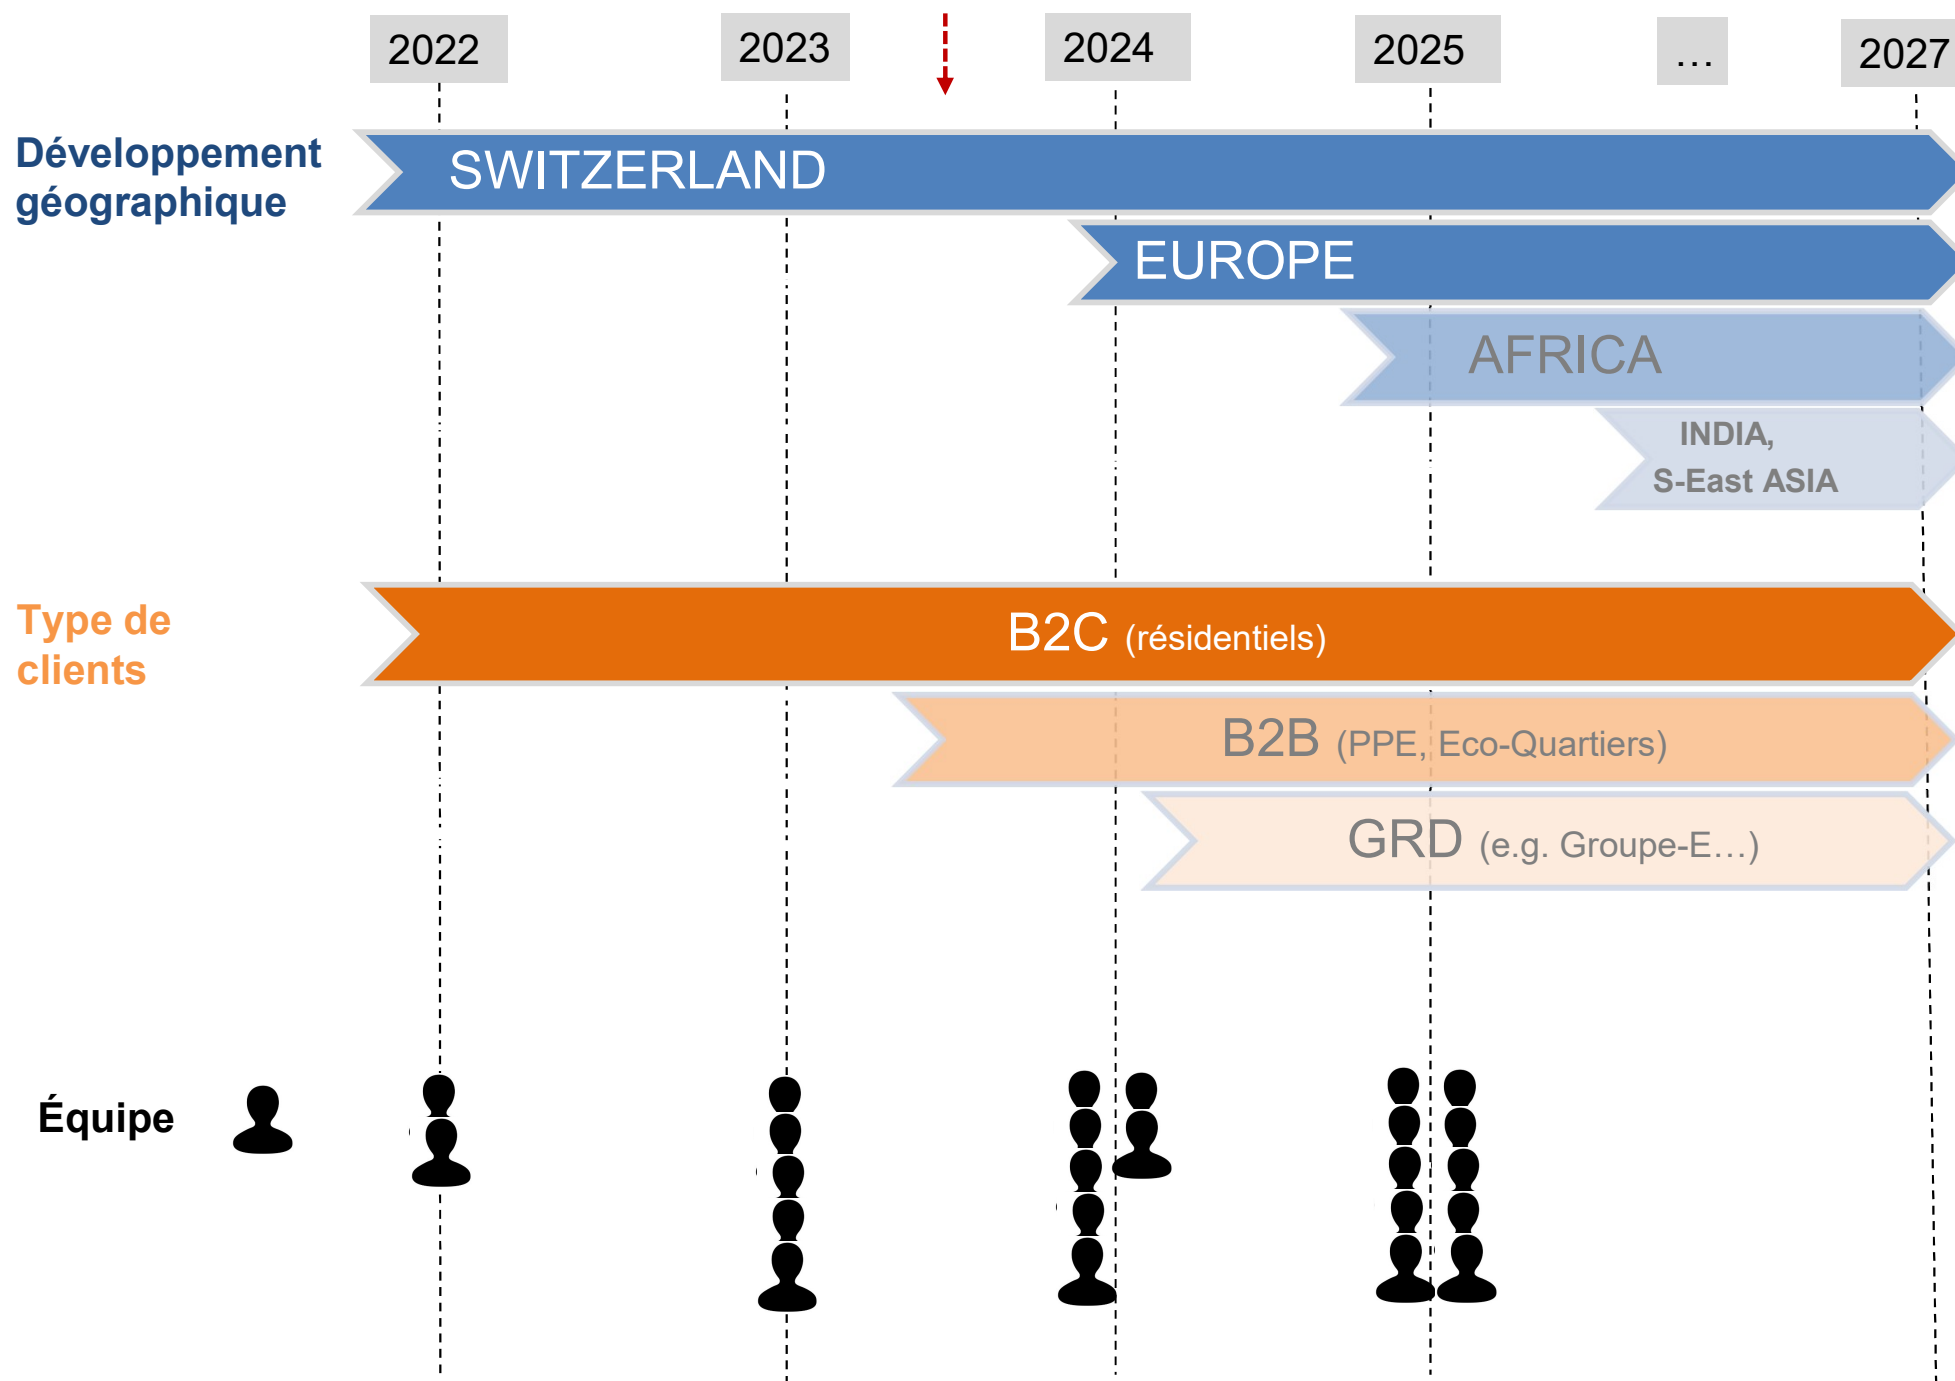 2022 2023 2024 2025 … 2027
Développement
géographique
SWITZERLAND
EUROPE
AFRICA
INDIA,
S-East ASIA
Type de
clients
B2C (résidentiels)
B2B (PPE, Eco-Quartiers)
GRD (e.g. Groupe-E…)
Équipe